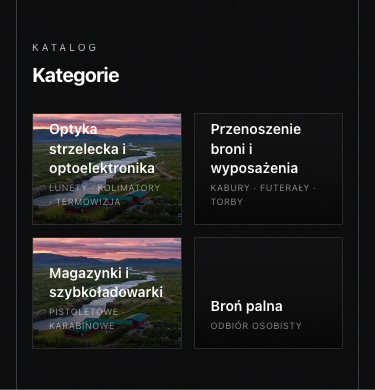 KATALOG
Kategorie
Optyka
strzelecka i
optoelektronika
LUNETY · KOLIMATORY
· TERMOWIZJA
Przenoszenie
broni i
wyposażenia
KABURY · FUTERAŁY ·
TORBY
Magazynki i
szybkoładowarki
PISTOLETOWE ·
KARABINOWE
Broń palna
ODBIÓR OSOBISTY